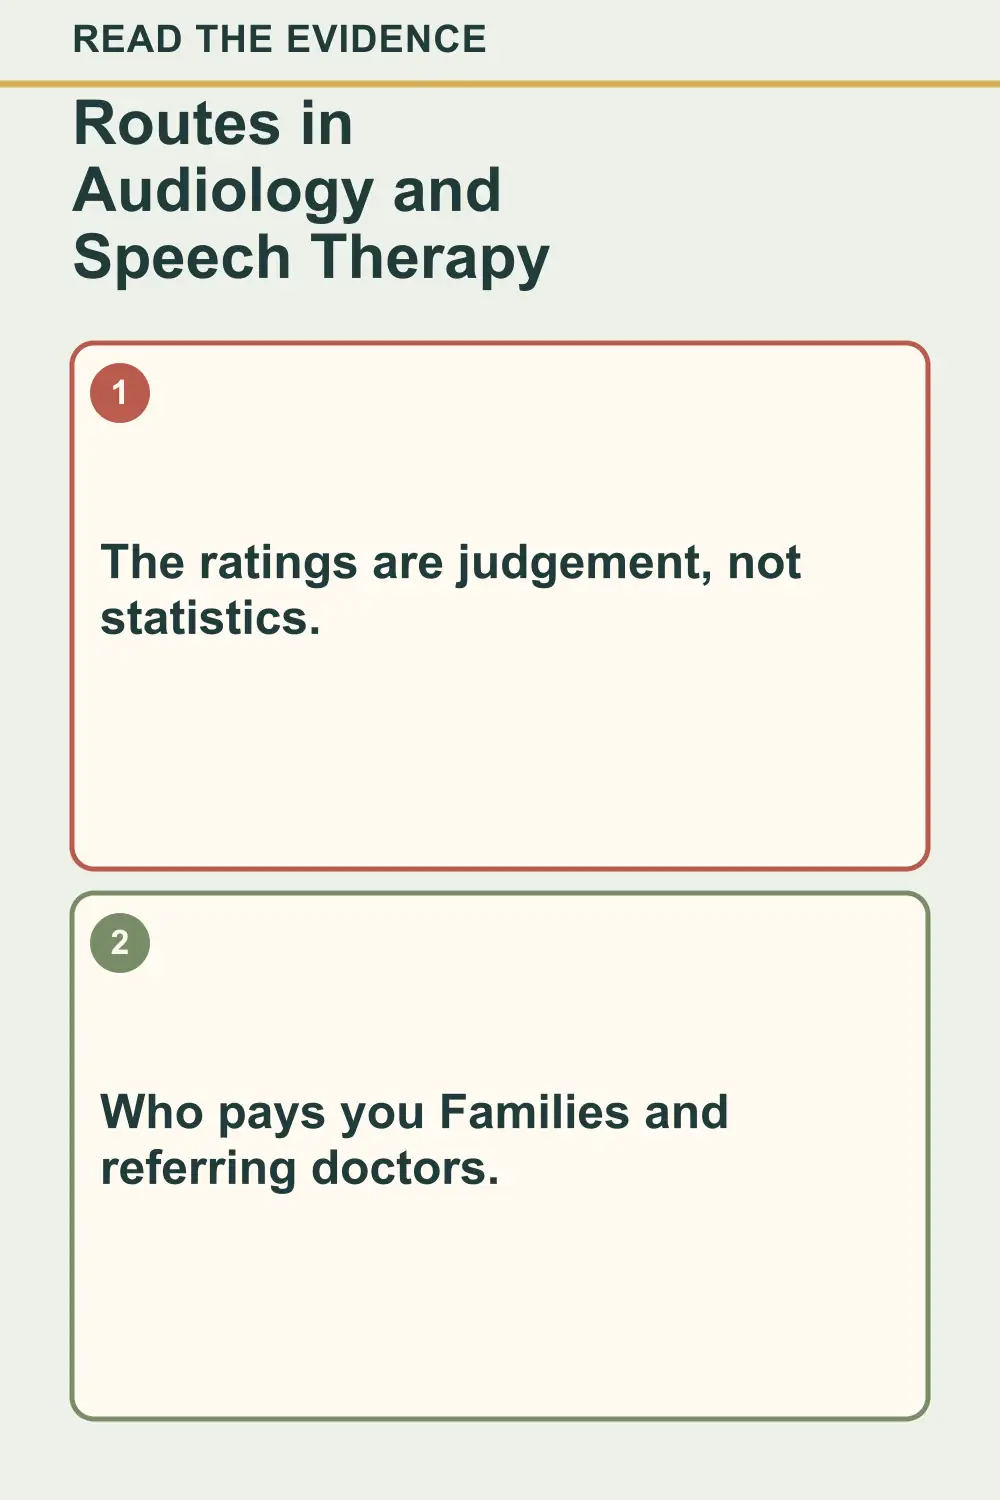 READ THE EVIDENCE
Routes in
Audiology and
Speech Therapy
1
The ratings are judgement, not
statistics.
2
Who pays you Families and
referring doctors.